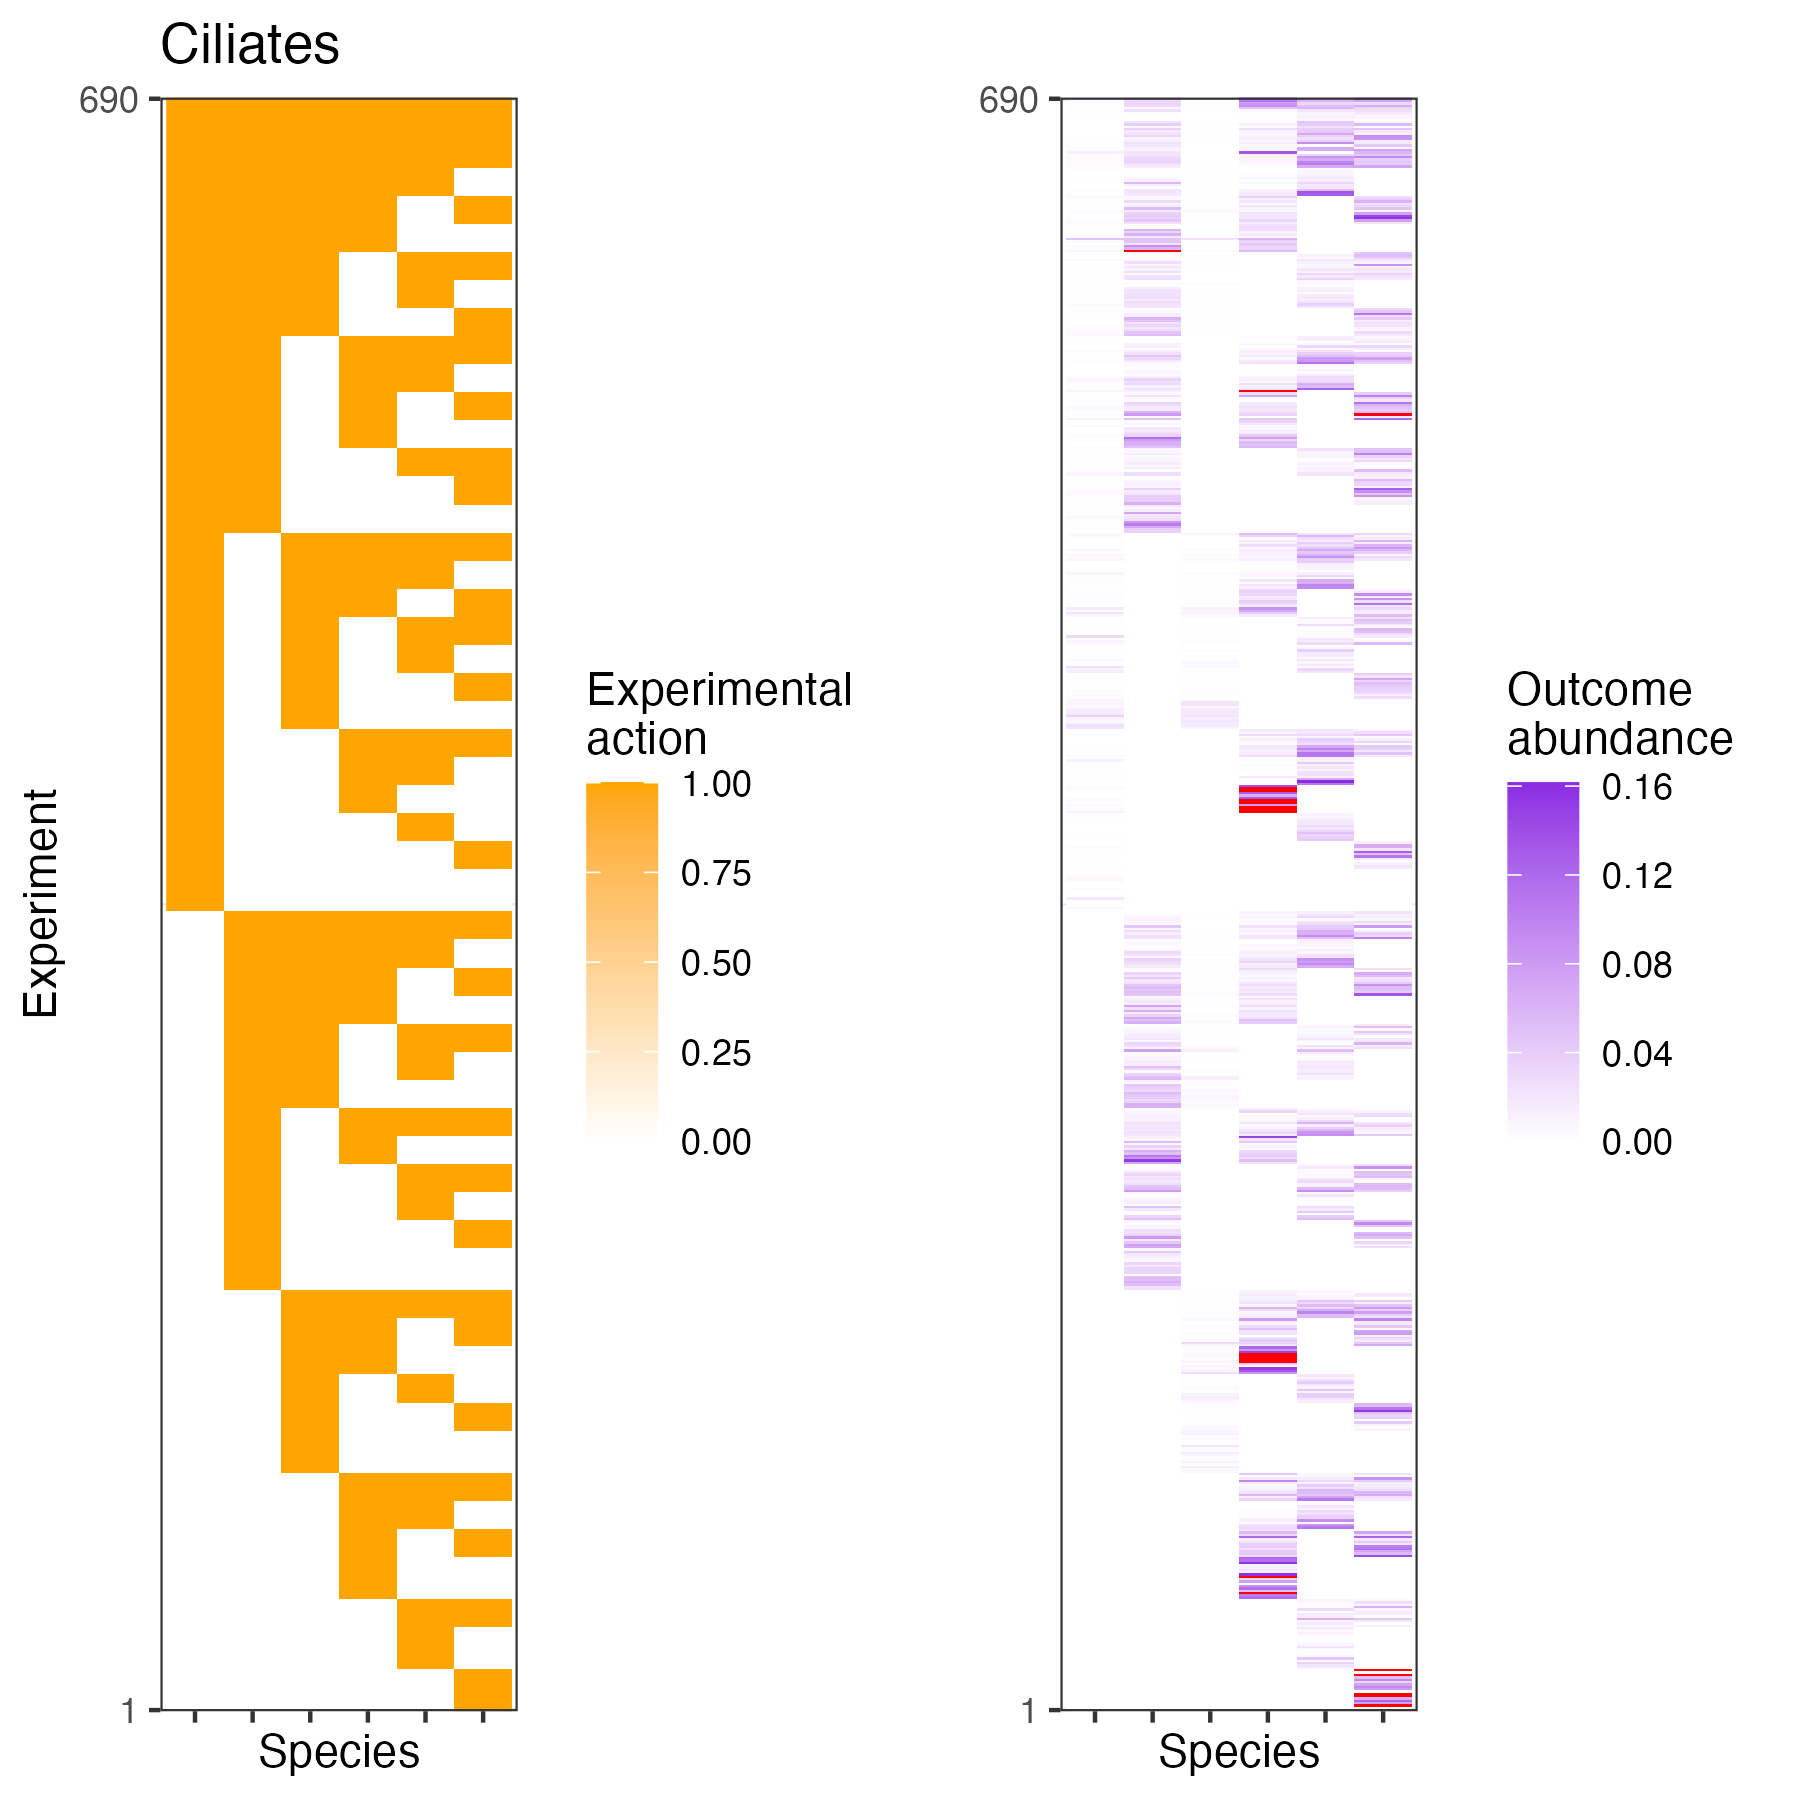 Ciliates
690
1
Experiment
Species
Experimental
action
1.00
0.75
0.50
0.25
0.00
690
1
Species
Outcome
abundance
0.16
0.12
0.08
0.04
0.00